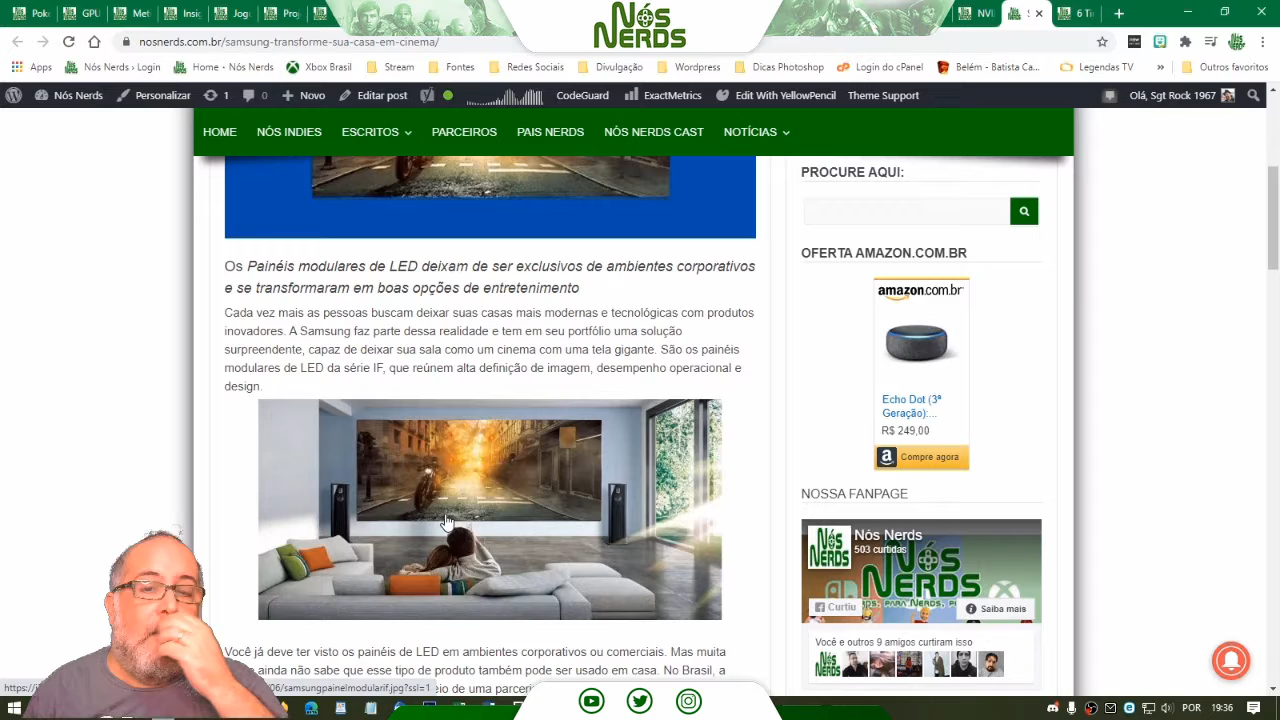 Nós
NERDS
nosnerds.com.br/samsung-transforme-sua-casa-em-cinema/
Apps Nós Nerds › Login Home - Nós Nerds Xbox Brasil Stream Fontes Redes Sociais Divulgação Wordpress Dicas Photoshop Login do cPanel Belém - Batista Ca... Legendas TV » Outros favoritos
Nós Nerds Personalizar 1 0 Novo Editar post CodeGuard ExactMetrics Edit With YellowPencil Theme Support Olá, Sgt Rock 1967
HOME NÓS INDIES ESCRITOS PARCEIROS PAIS NERDS NÓS NERDS CAST NOTÍCIAS
PROCURE AQUI:
OFERTA AMAZON.COM.BR
amazon.com.br
Echo Dot (3ª
Geração):...
R$ 249,00
Compre agora
NOSSA FANPAGE
Nós Nerds
503 curtidas
Nós
NERDS
Curtiu
Saiba mais
Você e outros 9 amigos curtiram isso
Os Painéis modulares de LED deixam de ser exclusivos de ambientes corporativos
e se transformaram em boas opções de entretenimento
Cada vez mais as pessoas buscam deixar suas casas mais modernas e tecnológicas com produtos
inovadores. A Samsung faz parte dessa realidade e tem em seu portfólio uma solução
surpreendente, capaz de deixar sua sala como um cinema com uma tela gigante. São os painéis
modulares de LED da série IF, que reúnem alta definição de imagem, desempenho operacional e
design.
Você já deve ter visto os painéis de LED em ambientes corporativos ou comerciais. Mas muita
ainda não sabe que esse tipo de produto também pode ser usado em casa. No Brasil, a
eio de uma parceri
06/samsungpainelmodularif.jpg?ssl=1
POR 19:36